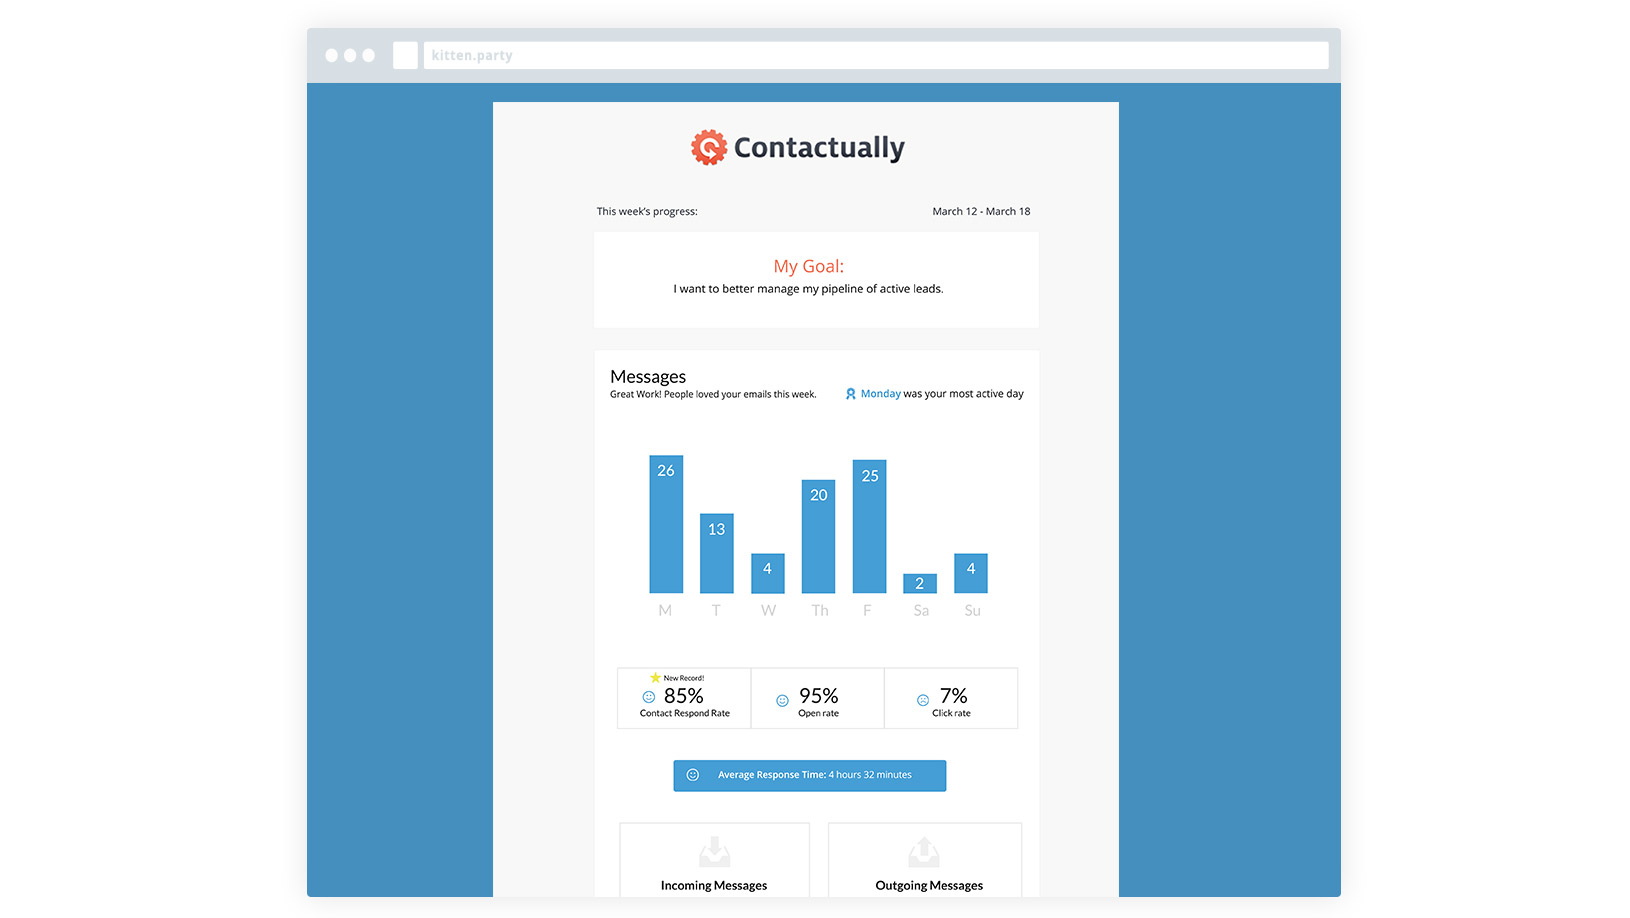 kitten.party
Contactually
This week's progress:
March 12 - March 18
My Goal:
I want to better manage my pipeline of active leads.
Messages
Great Work! People loved your emails this week.
Monday was your most active day
26
13
4
20
25
2
4
M
T
W
Th
F
Sa
Su
New Record!
85%
Contact Respond Rate
95%
Open rate
7%
Click rate
Average Response Time: 4 hours 32 minutes
Incoming Messages
Outgoing Messages